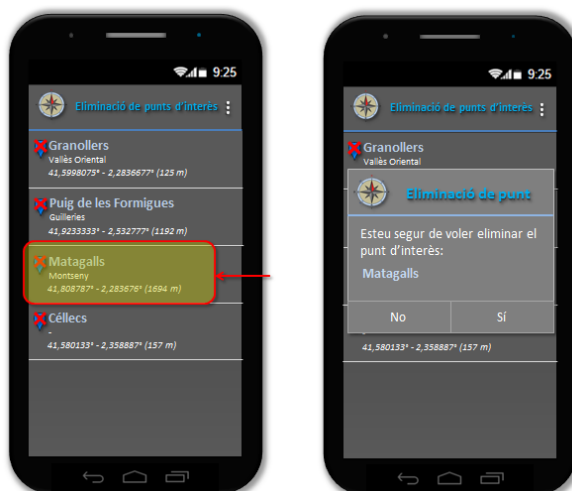 9:25
Eliminació de punts d'interès
Granollers
Vallès Oriental
41,5998075° - 2,2836677° (125 m)
Puig de les Formigues
Guilleries
41,9233333° - 2,532777° (1192 m)
Matagalls
Montseny
41,808787° - 2,283676° (1694 m)
Céllecs
-
41,580133° - 2,358887° (157 m)
9:25
Eliminació de punts d'interès
Granollers
Vallès Oriental
Eliminació de punt
Esteu segur de voler eliminar el
punt d'interès:
Matagalls
No Sí
-
41,580133° - 2,358887° (157 m)